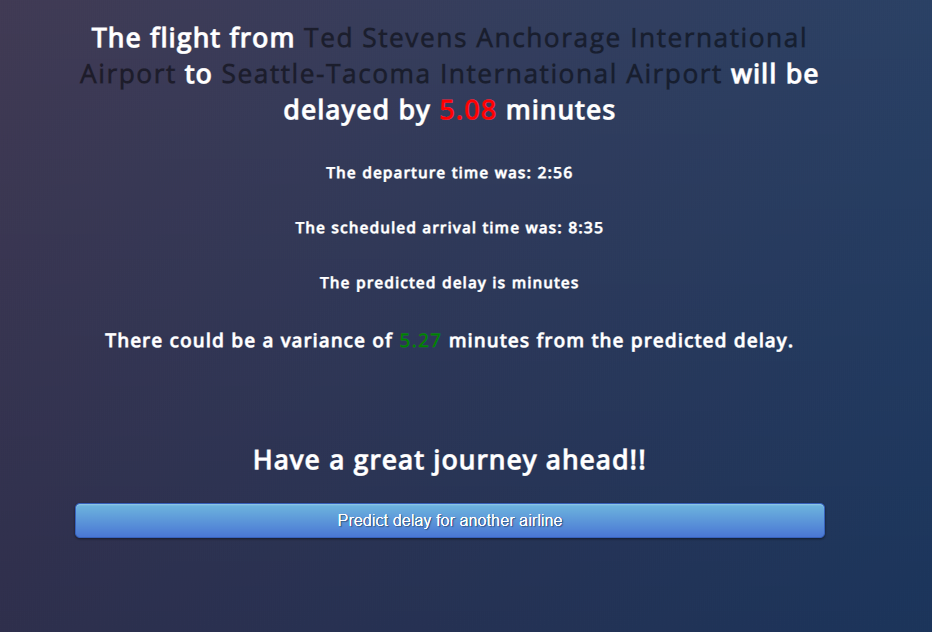 The flight from Ted Stevens Anchorage International
Airport to Seattle-Tacoma International Airport will be
delayed by 5.08 minutes
The departure time was: 2:56
The scheduled arrival time was: 8:35
The predicted delay is minutes
There could be a variance of 5.27 minutes from the predicted delay.
Have a great journey ahead!!
Predict delay for another airline